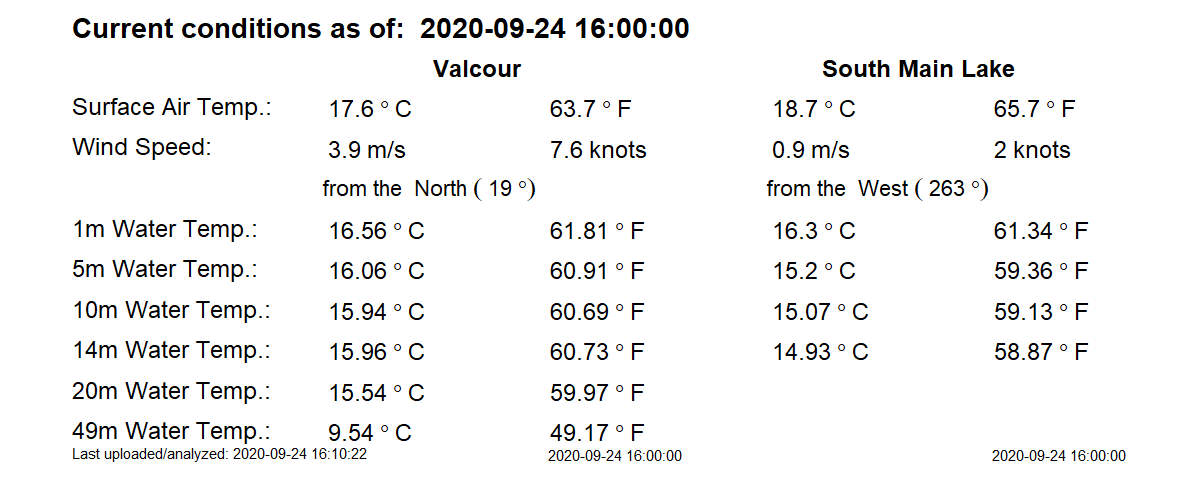 Current conditions as of: 2020-09-24 16:00:00
Valcour South Main Lake
Surface Air Temp.: 17.6 ° C 63.7 ° F 18.7 ° C 65.7 ° F
Wind Speed: 3.9 m/s 7.6 knots 0.9 m/s 2 knots
from the North ( 19 °) from the West ( 263 °)
1m Water Temp.: 16.56 ° C 61.81 ° F 16.3 ° C 61.34 ° F
5m Water Temp.: 16.06 ° C 60.91 ° F 15.2 ° C 59.36 ° F
10m Water Temp.: 15.94 ° C 60.69 ° F 15.07 ° C 59.13 ° F
14m Water Temp.: 15.96 ° C 60.73 ° F 14.93 ° C 58.87 ° F
20m Water Temp.: 15.54 ° C 59.97 ° F
49m Water Temp.: 9.54 ° C 49.17 ° F
Last uploaded/analyzed: 2020-09-24 16:10:22 2020-09-24 16:00:00 2020-09-24 16:00:00